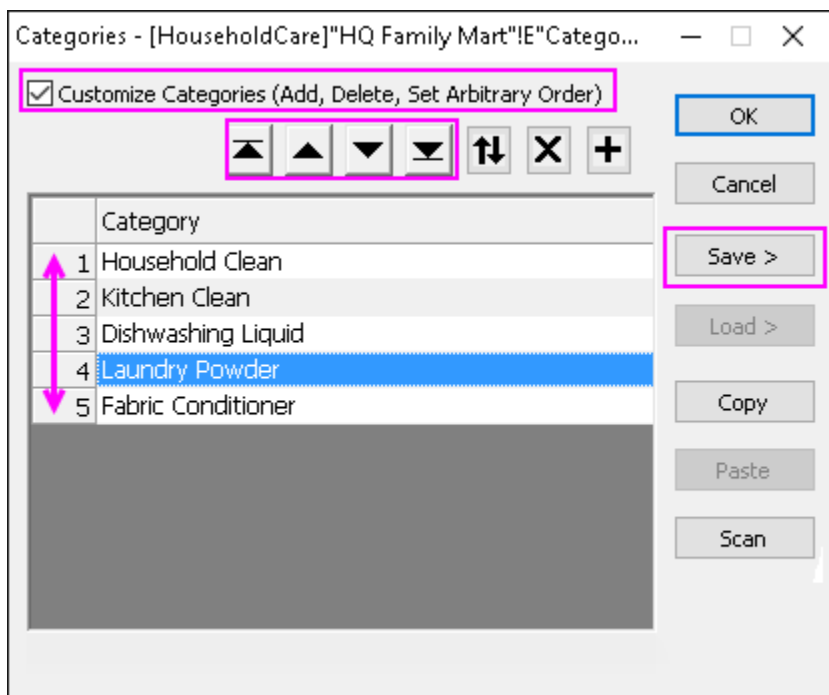 Categories - [HouseholdCare]"HQ Family Mart"!E"Catego...
Customize Categories (Add, Delete, Set Arbitrary Order)
OK
Cancel
Category
Save >
1 Household Clean
2 Kitchen Clean
3 Dishwashing Liquid
Load >
4 Laundry Powder
5 Fabric Conditioner
Copy
Paste
Scan